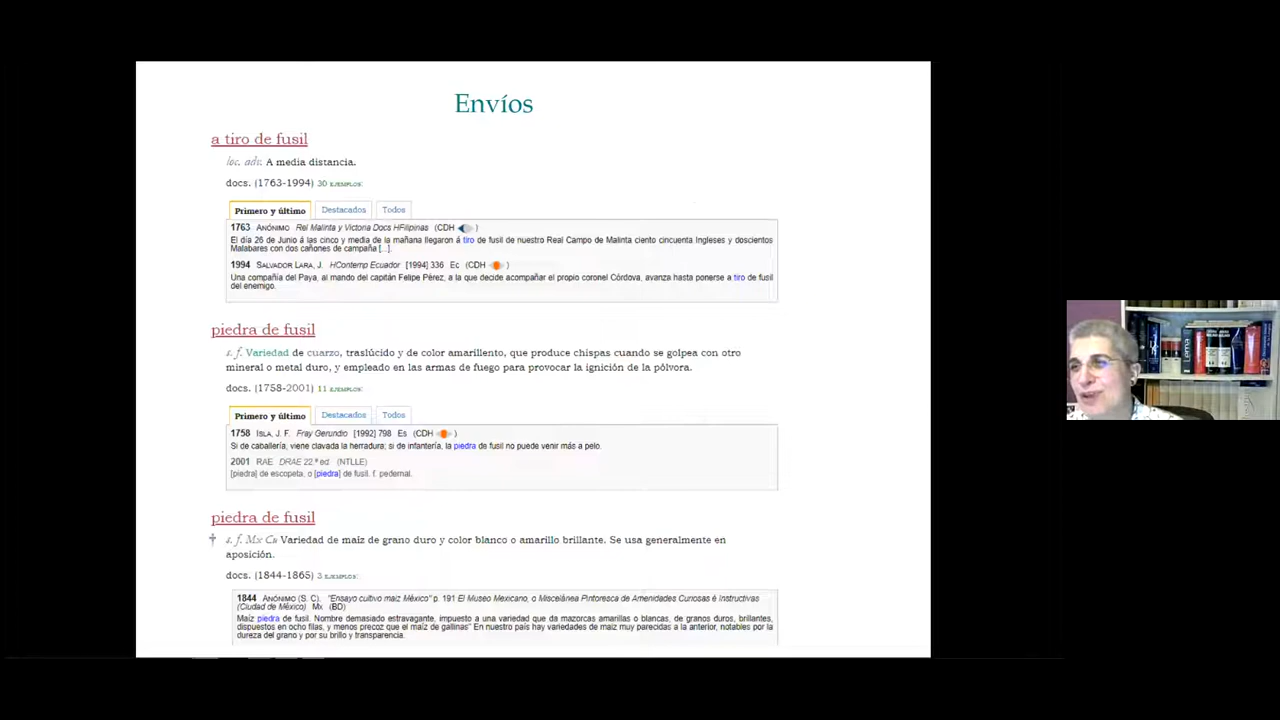 Envíos
a tiro de fusil
loc. adv. A media distancia.
docs. (1763-1994) 30 EJEMPLOS:
Primero y último Destacados Todos
1763 ANÓNIMO Rel Malinta y Victoria Docs HFilipinas (CDH )
El día 26 de Junio á las cinco y media de la mañana llegaron á tiro de fusil de nuestro Real Campo de Malinta ciento cincuenta Ingleses y doscientos
Malabares con dos cañones de campaña [...].
1994 SALVADOR LARA, J. HContemp Ecuador [1994] 336 Ec (CDH )
Una compañía del Paya, al mando del capitán Felipe Pérez, a la que decide acompañar el propio coronel Córdova, avanza hasta ponerse a tiro de fusil
del enemigo.
piedra de fusil
s. f. Variedad de cuarzo, traslúcido y de color amarillento, que produce chispas cuando se golpea con otro
mineral o metal duro, y empleado en las armas de fuego para provocar la ignición de la pólvora.
docs. (1758-2001) 11 EJEMPLOS:
Primero y último Destacados Todos
1758 ISLA, J. F. Fray Gerundio [1992] 798 Es (CDH )
Si de caballería, viene clavada la herradura; si de infantería, la piedra de fusil no puede venir más a pelo.
2001 RAE DRAE 22.ª ed. (NTLLE)
[piedra] de escopeta, o [piedra] de fusil. f. pedernal.
piedra de fusil
† s. f. Mx Cu Variedad de maíz de grano duro y color blanco o amarillo brillante. Se usa generalmente en
aposición.
docs. (1844-1865) 3 EJEMPLOS:
1844 ANÓNIMO (S. C). "Ensayo cultivo maiz México" p. 191 El Museo Mexicano, o Miscelánea Pintoresca de Amenidades Curiosas é Instructivas
(Ciudad de México) Mx (BD)
Maíz piedra de fusil. Nombre demasiado estravagante, impuesto a una variedad que da mazorcas amarillas o blancas, de granos duros, brillantes,
dispuestos en ocho filas, y menos precoz que el maíz de gallinas" En nuestro país hay variedades de maíz muy parecidas a la anterior, notables por la
dureza del grano y por su brillo y transparencia.